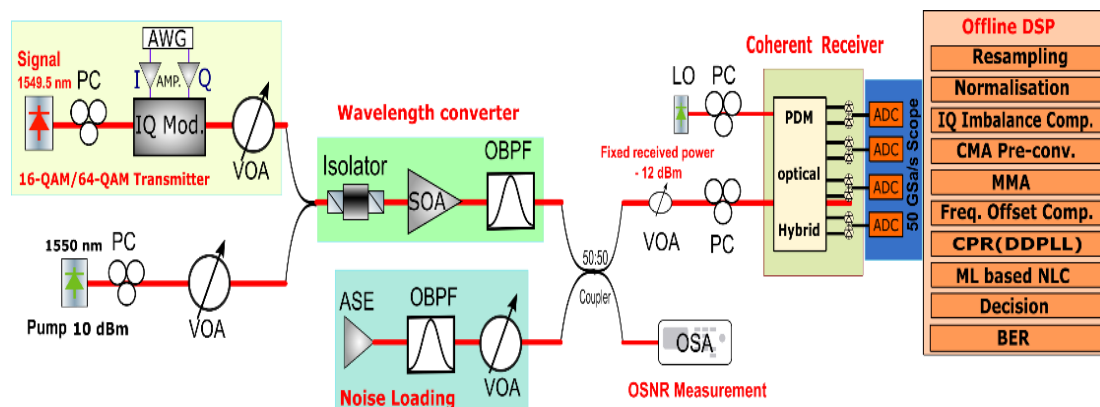 Signal
1549.5 nm
PC
AWG
I
AMP.
Q
IQ Mod.
VOA
16-QAM/64-QAM Transmitter
1550 nm
PC
Pump 10 dBm
VOA
Wavelength converter
Isolator
SOA
OBPF
ASE
OBPF
VOA
Noise Loading
50:50
Coupler
OSA
OSNR Measurement
Fixed received power
- 12 dBm
VOA
PC
LO
PC
Coherent Receiver
PDM
optical
Hybrid
ADC
ADC
ADC
ADC
50 GSa/s Scope
Offline DSP
Resampling
Normalisation
IQ Imbalance Comp.
CMA Pre-conv.
MMA
Freq. Offset Comp.
CPR(DDPLL)
ML based NLC
Decision
BER